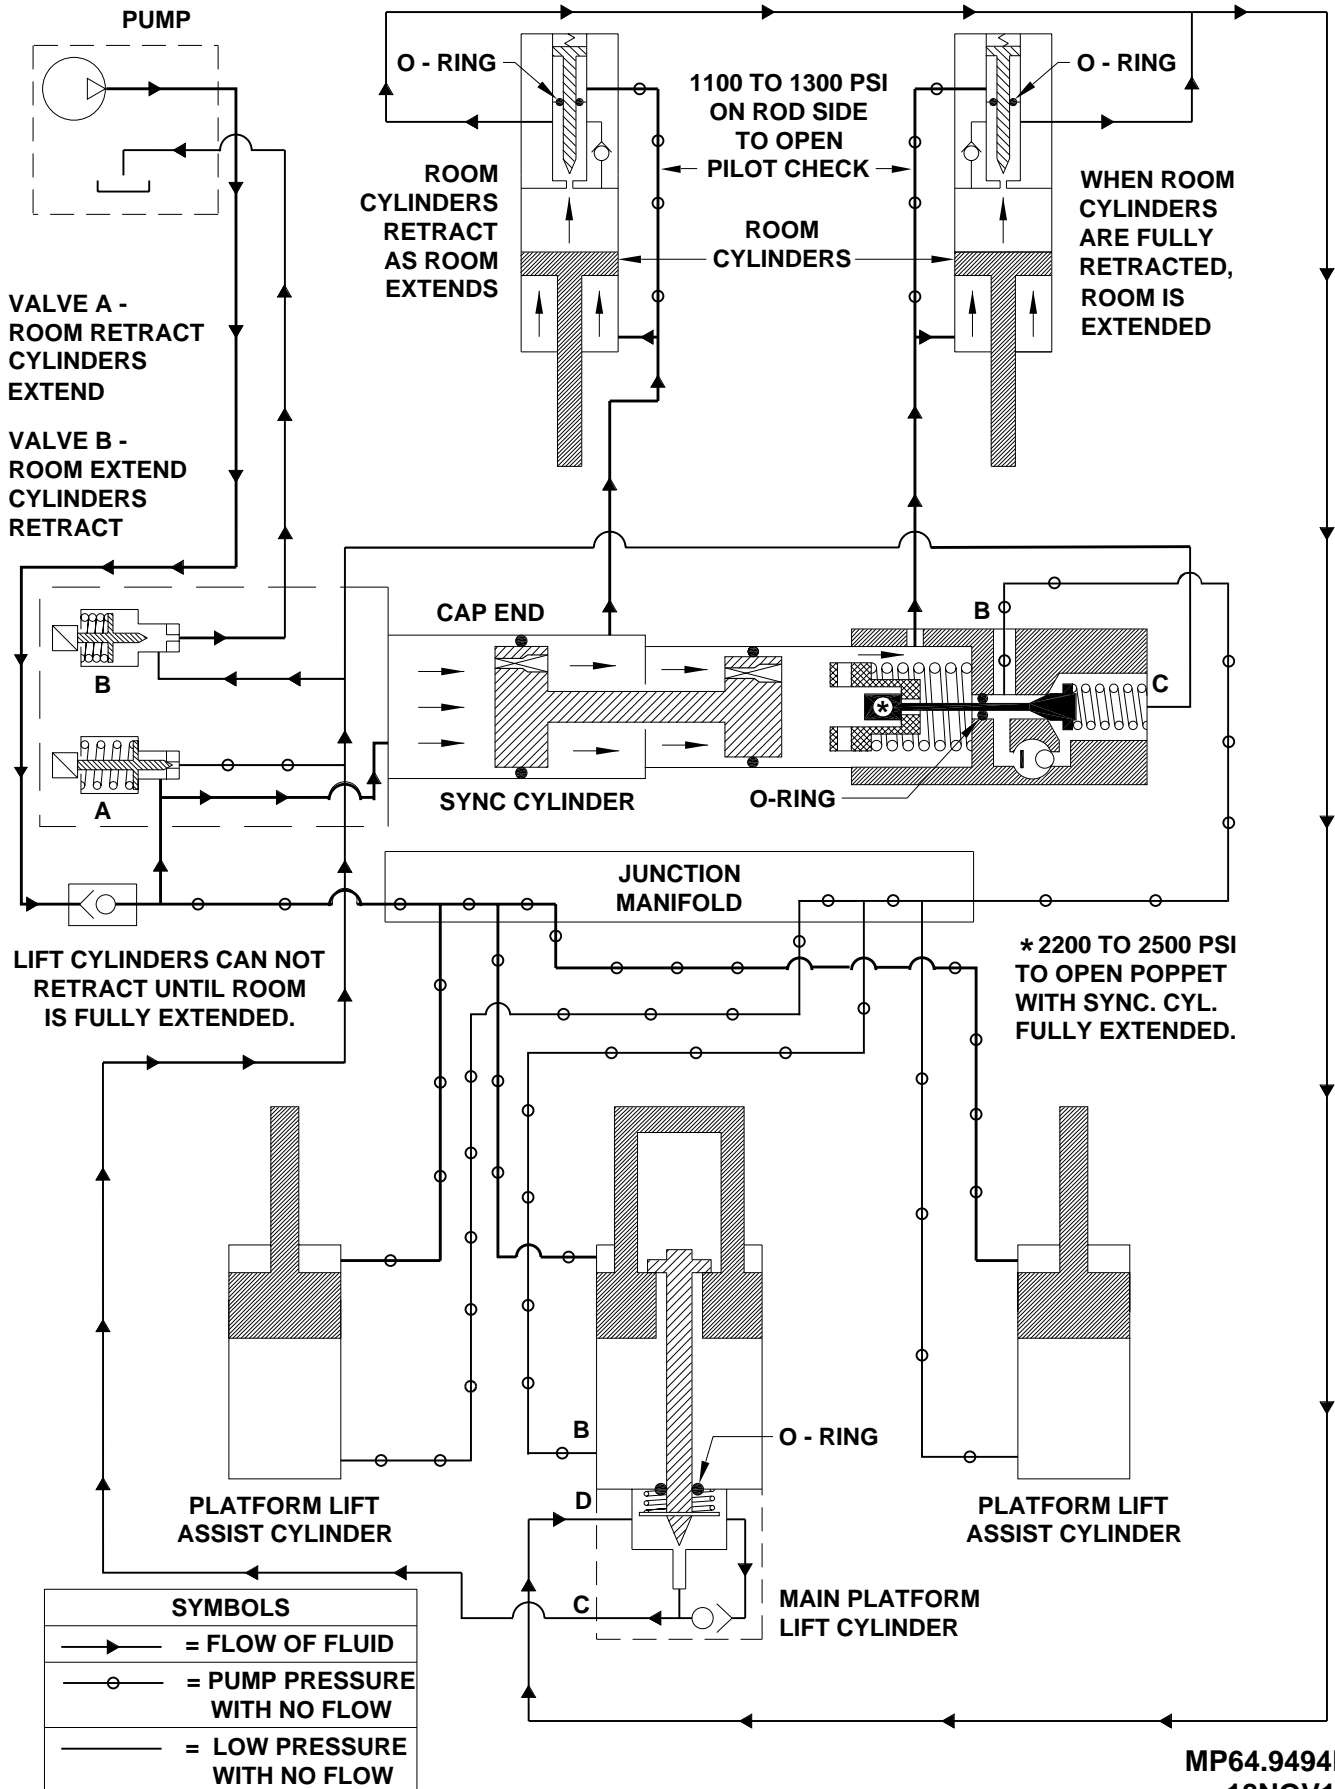 PUMP
O - RING
1100 TO 1300 PSI
ON ROD SIDE
TO OPEN
PILOT CHECK
O - RING
ROOM
CYLINDERS
RETRACT
AS ROOM
EXTENDS
ROOM
CYLINDERS
WHEN ROOM
CYLINDERS
ARE FULLY
RETRACTED,
ROOM IS
EXTENDED
VALVE A -
ROOM RETRACT
CYLINDERS
EXTEND
VALVE B -
ROOM EXTEND
CYLINDERS
RETRACT
CAP END
B
B
C
*
I
A
SYNC CYLINDER
O-RING
JUNCTION
MANIFOLD
LIFT CYLINDERS CAN NOT
RETRACT UNTIL ROOM
IS FULLY EXTENDED.
* 2200 TO 2500 PSI
TO OPEN POPPET
WITH SYNC. CYL.
FULLY EXTENDED.
B
O - RING
D
PLATFORM LIFT
ASSIST CYLINDER
PLATFORM LIFT
ASSIST CYLINDER
C
MAIN PLATFORM
LIFT CYLINDER
SYMBOLS
= FLOW OF FLUID
= PUMP PRESSURE
WITH NO FLOW
= LOW PRESSURE
WITH NO FLOW
MP64.9494